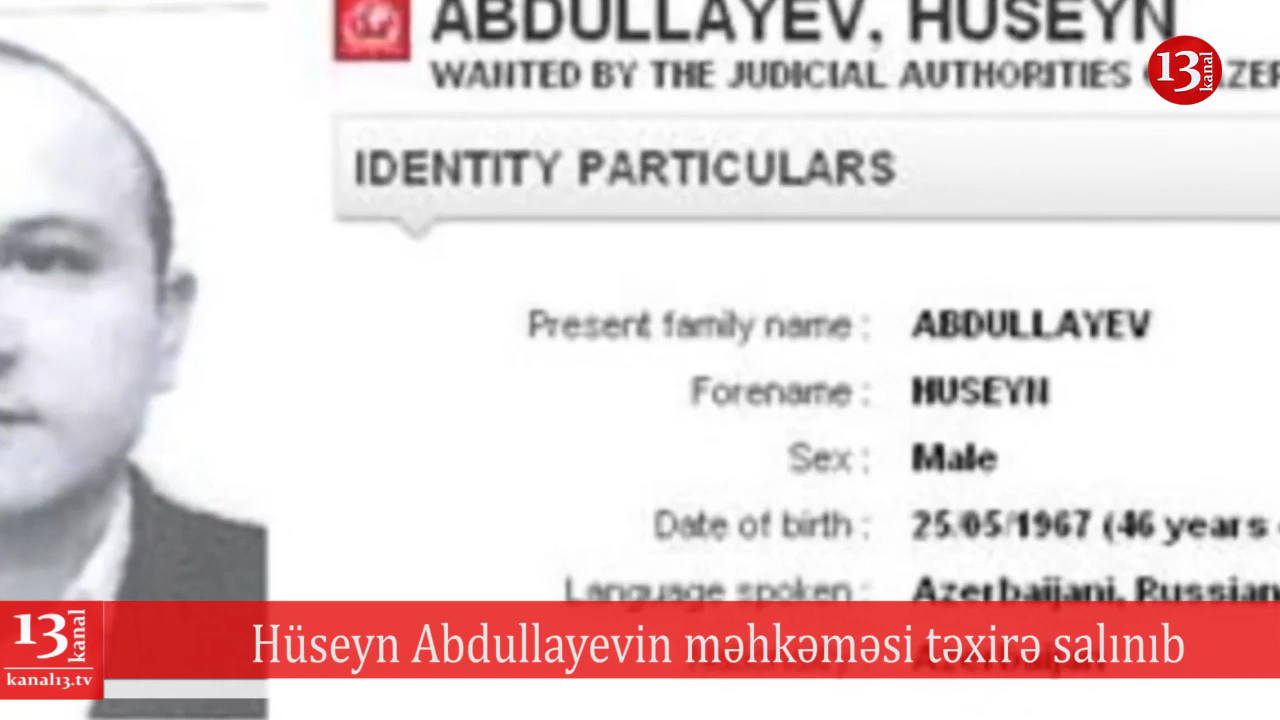 ABDULLAYEV, HUSEYN
WANTED BY THE JUDICIAL AUTHORITIES
13 kanal
IDENTITY PARTICULARS
Present family name : ABDULLAYEV
Forename : HUSEYN
Sex : Male
Date of birth : 25/05/1967 (46 years
Language spoken : Azerbaijani, Russian
13 kanal
kanal13.tv
Hüseyn Abdullayevin məhkəməsi təxirə salınıb